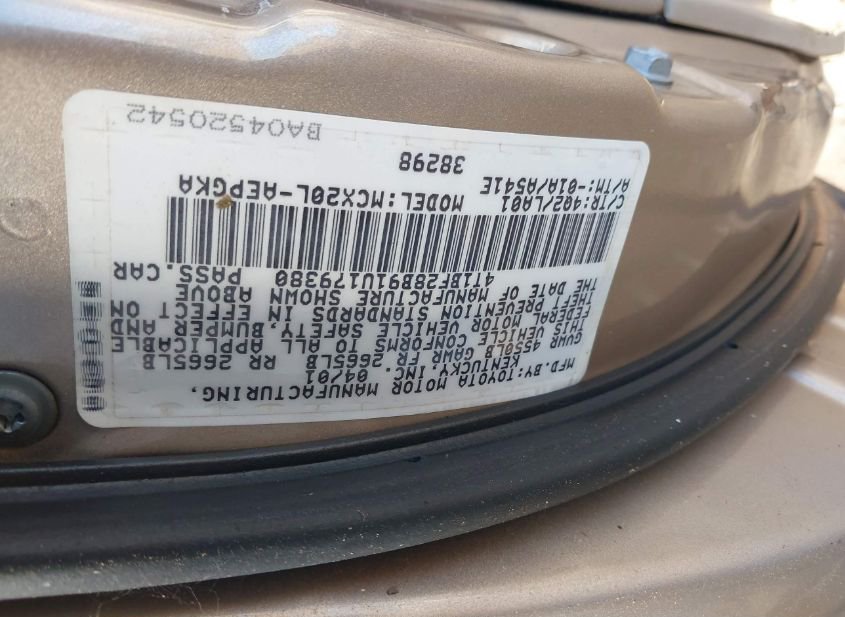 MFD.BY:TOYOTA MOTOR MANUFACTURING,
KENTUCKY, INC. 04/01
GVWR 4550LB GAWR FR 2665LB RR 2665LB
THIS VEHICLE CONFORMS TO ALL APPLICABLE
FEDERAL MOTOR VEHICLE SAFETY, BUMPER AND
THEFT PREVENTION STANDARDS IN EFFECT ON
THE DATE OF MANUFACTURE SHOWN ABOVE
4T1BF28B91U179380 PASS.CAR
C/TR:4Q2/LA01 MODEL:MCX20L-AEPGKA
A/TM:-01A/A541E
38298
BA04520542